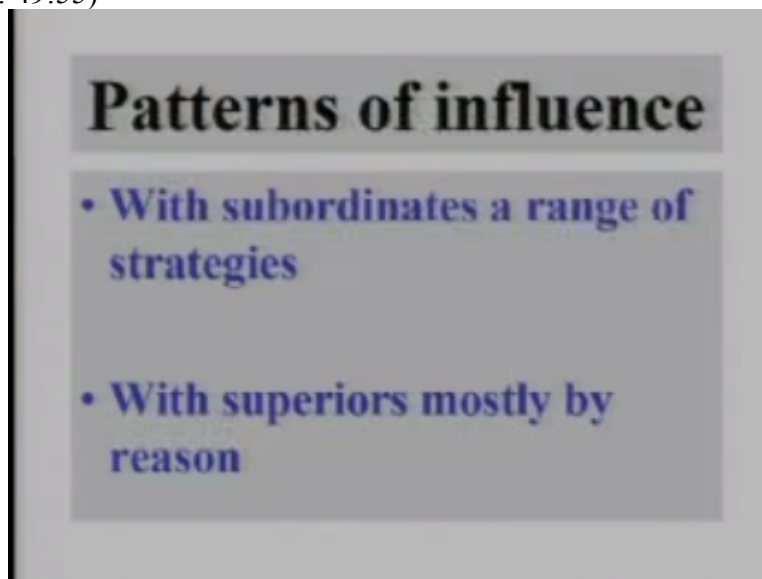 Patterns of influence
• With subordinates a range of
strategies
• With superiors mostly by
reason